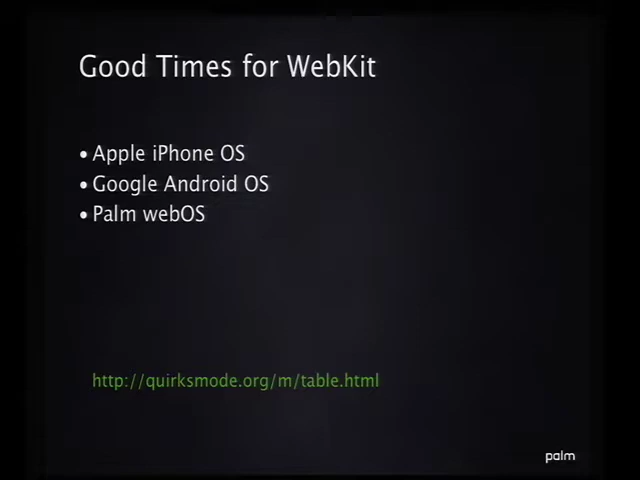 Good Times for WebKit
• Apple iPhone OS
• Google Android OS
• Palm webOS
http://quirksmode.org/m/table.html
palm